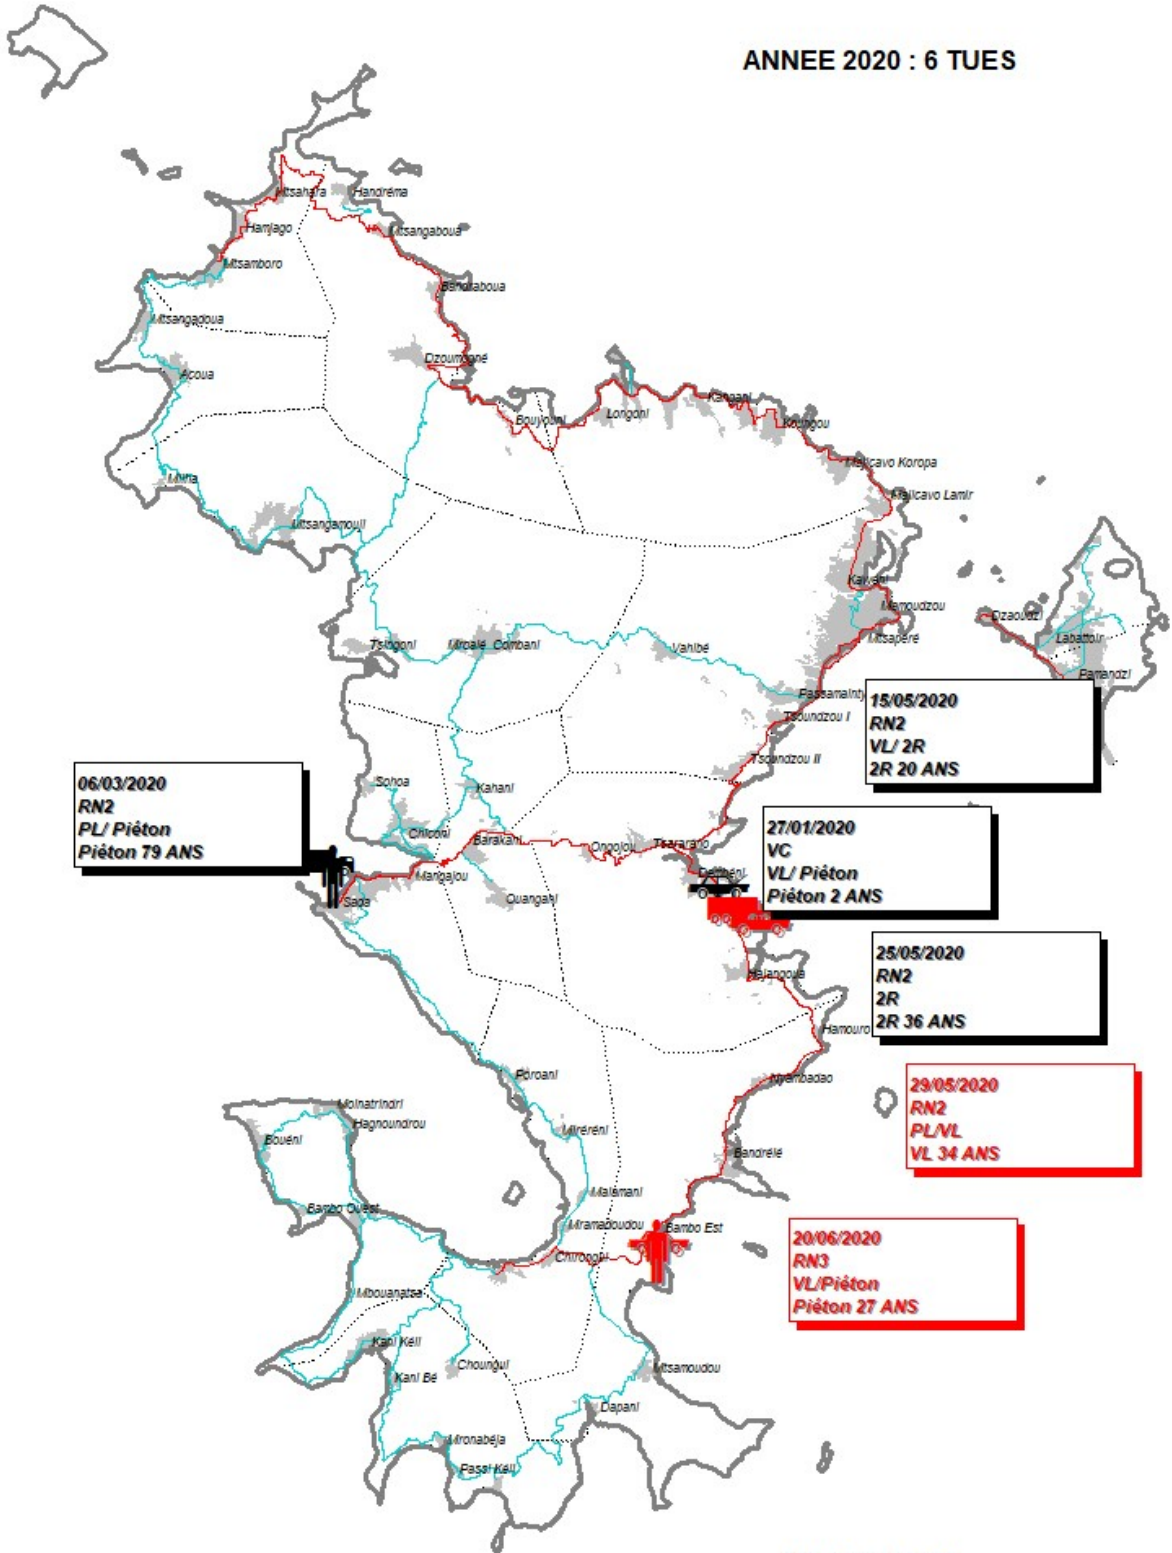 ANNEE 2020 : 6 TUES
Mtsahara
Handréma
Hamjago
Mtsangaboua
Mtsamboro
Bandraboua
Mtsangadoua
Dzoumogné
Acoua
Boujouni
Longoni
Kangani
Koungou
Majicavo Koropa
Majicavo Lamir
Mtsangamouji
Kawéni
Mamoudzou
Mtsapéré
Dzaoudzi
Labattoir
Pamandzi
Tsingoni
Mroalé Combani
Vahibé
Passamainty
Tsoundzou I
Tsoundzou II
15/05/2020
RN2
VL/ 2R
2R 20 ANS
06/03/2020
RN2
PL/ Piéton
Piéton 79 ANS
Sohoa
Kahani
Chiconi
Barakani
Ongojou
Tsararano
27/01/2020
VC
VL/ Piéton
Piéton 2 ANS
Mangajou
Ouangani
Sada
25/05/2020
RN2
2R
2R 36 ANS
Hajangoua
Hamouro
Nyambadao
29/05/2020
RN2
PL/VL
VL 34 ANS
Poroani
Moinatrindri
Hagnoundrou
Bouéni
Miréréni
Bandrélé
Malamani
Bambo Ouest
Mramadoudou
Bambo Est
20/06/2020
RN3
VL/Piéton
Piéton 27 ANS
Chirongui
Mbouanatsa
Kani Kéli
Choungui
Kani Bé
Mtsamoudou
Dapani
Mronabéja
Passi Kéli